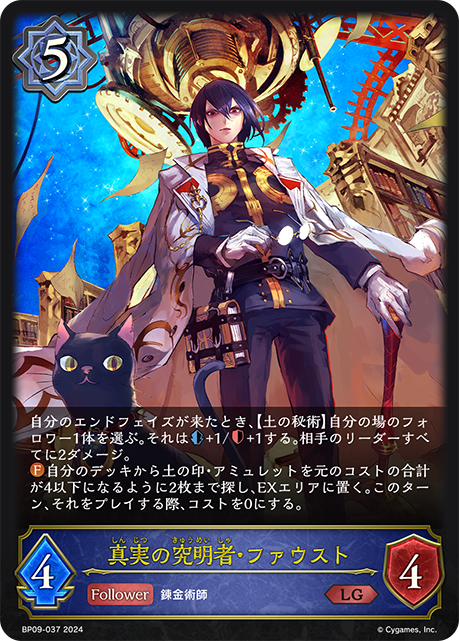 5
自分のエンドフェイズが来たとき、【土の秘術】自分の場のフォ
ロワー1体を選ぶ。それは+1/+1する。相手のリーダーすべ
てに2ダメージ。
F 自分のデッキから土の印・アミュレットを元のコストの合計
が4以下になるように2枚まで探し、EXエリアに置く。このター
ン、それをプレイする際、コストを0にする。
しん じつ きゅうめい しゃ
真実の究明者・ファウスト
4
Follower 錬金術師 LG
4
BP09-037 2024 © Cygames, Inc.